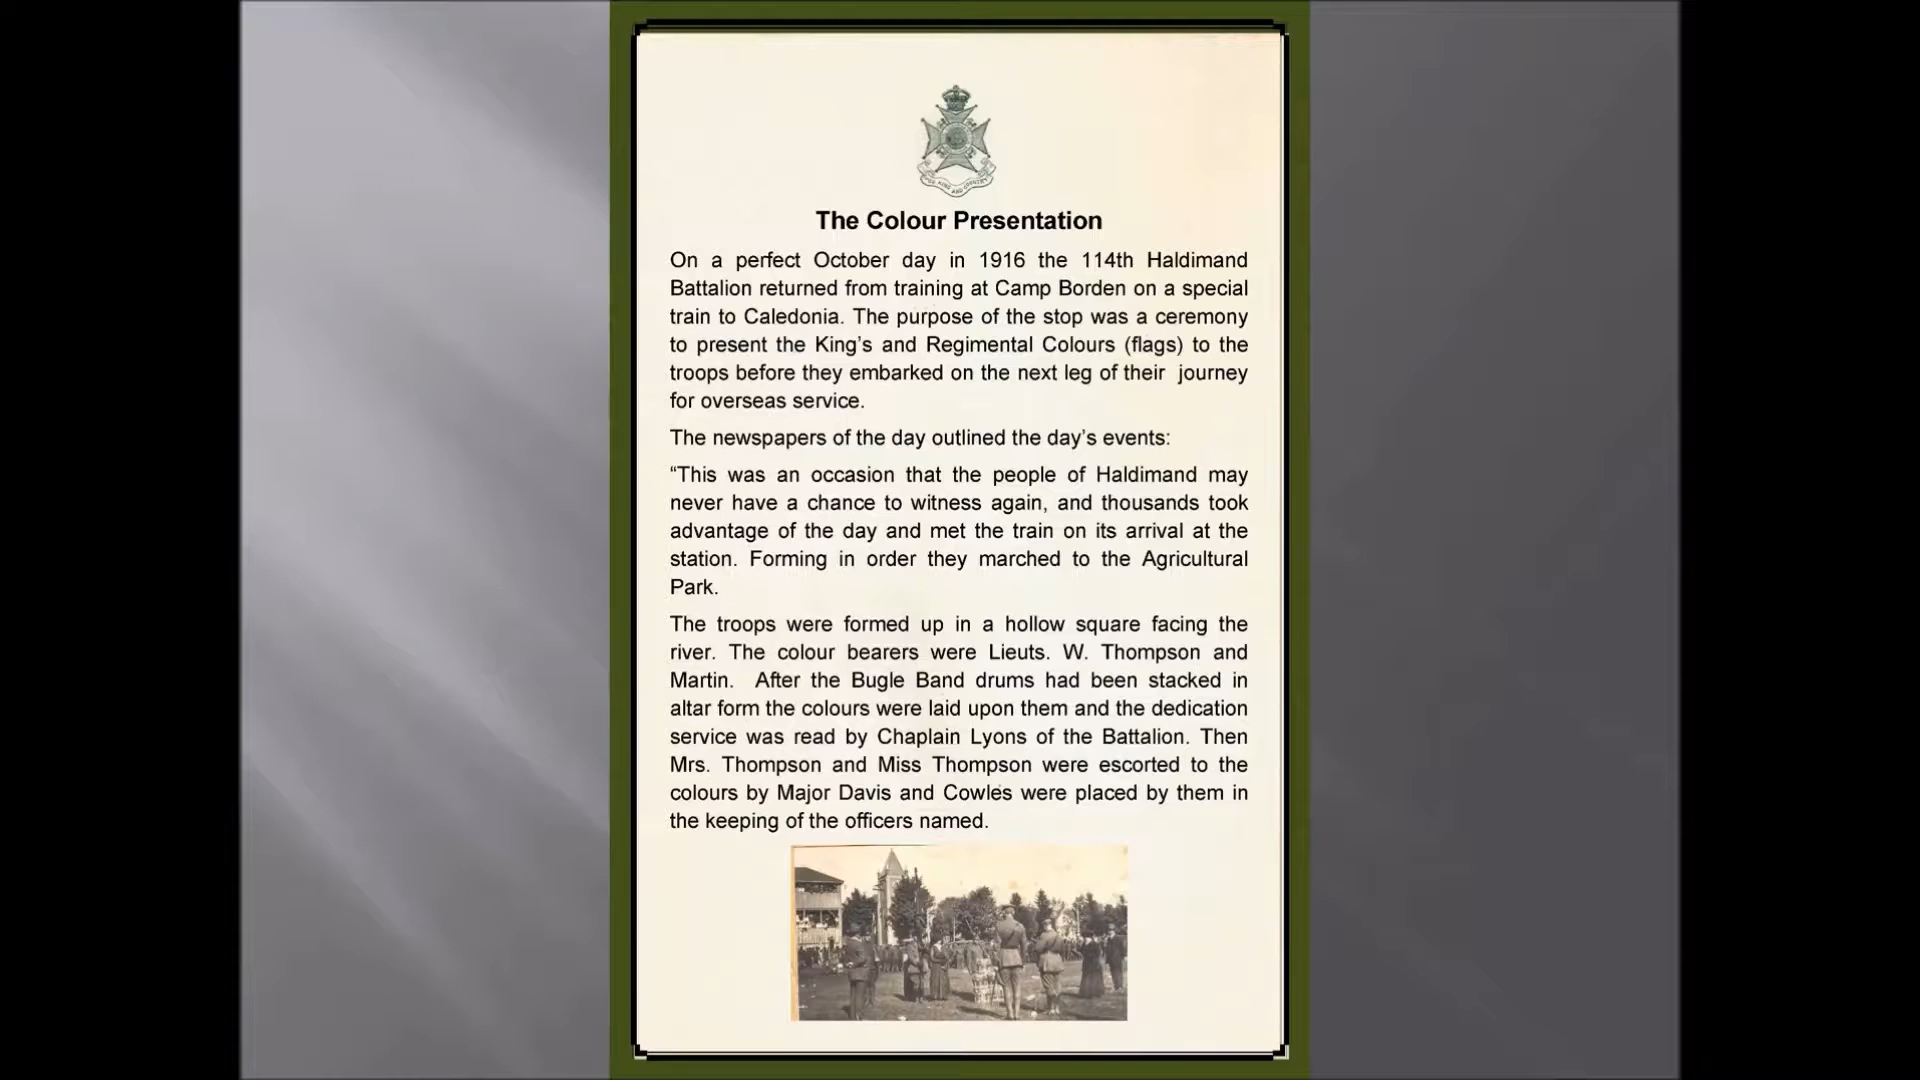 FOR KING AND COUNTRY
The Colour Presentation
On a perfect October day in 1916 the 114th Haldimand
Battalion returned from training at Camp Borden on a special
train to Caledonia. The purpose of the stop was a ceremony
to present the King's and Regimental Colours (flags) to the
troops before they embarked on the next leg of their journey
for overseas service.
The newspapers of the day outlined the day's events:
“This was an occasion that the people of Haldimand may
never have a chance to witness again, and thousands took
advantage of the day and met the train on its arrival at the
station. Forming in order they marched to the Agricultural
Park.
The troops were formed up in a hollow square facing the
river. The colour bearers were Lieuts. W. Thompson and
Martin. After the Bugle Band drums had been stacked in
altar form the colours were laid upon them and the dedication
service was read by Chaplain Lyons of the Battalion. Then
Mrs. Thompson and Miss Thompson were escorted to the
colours by Major Davis and Cowles were placed by them in
the keeping of the officers named.